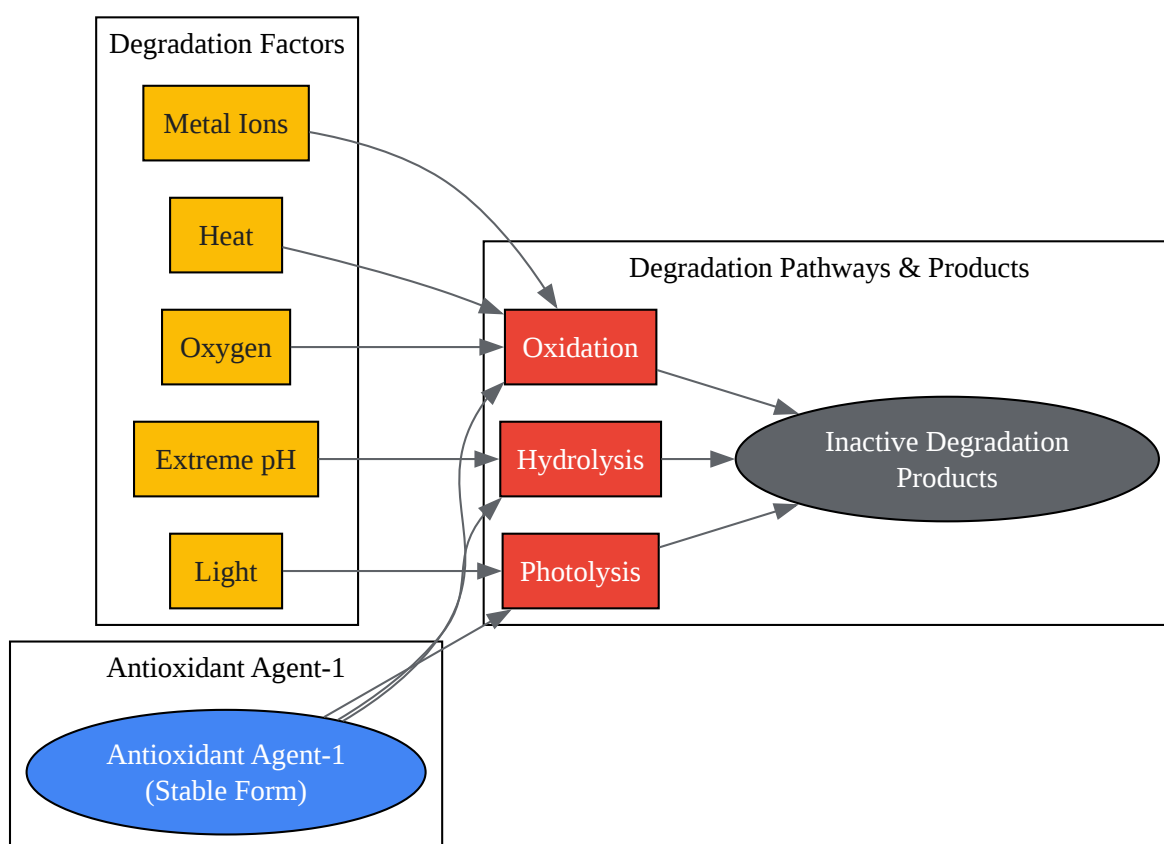 Degradation Factors
Metal Ions
Heat
Oxygen
Extreme pH
Light
Degradation Pathways & Products
Oxidation
Hydrolysis
Photolysis
Inactive Degradation
Products
Antioxidant Agent-1
Antioxidant Agent-1
(Stable Form)